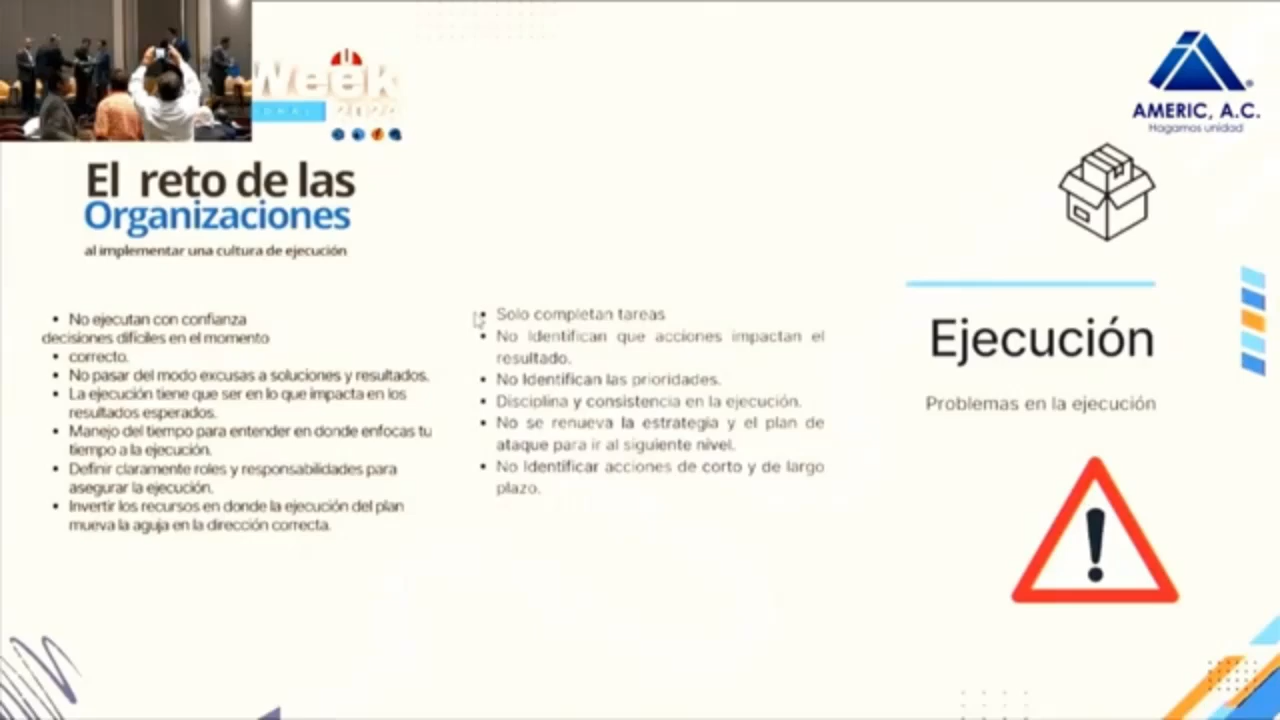 Week
AMERIC, A.C.
Hagamos unidad
El reto de las
Organizaciones
al implementar una cultura de ejecución
• No ejecutan con confianza
decisiones difíciles en el momento
• correcto.
• No pasar del modo excusas a soluciones y resultados.
• La ejecución tiene que ser en lo que impacta en los
resultados esperados.
• Manejo del tiempo para entender en donde enfocas tu
tiempo a la ejecución.
• Definir claramente roles y responsabilidades para
asegurar la ejecución.
• Invertir los recursos en donde la ejecución del plan
mueva la aguja en la dirección correcta.
• Solo completan tareas
• No Identifican que acciones impactan el
resultado.
• No Identifican las prioridades.
• Disciplina y consistencia en la ejecución.
• No se renueva la estrategia y el plan de
ataque para ir al siguiente nivel.
• No Identificar acciones de corto y de largo
plazo.
Ejecución
Problemas en la ejecución